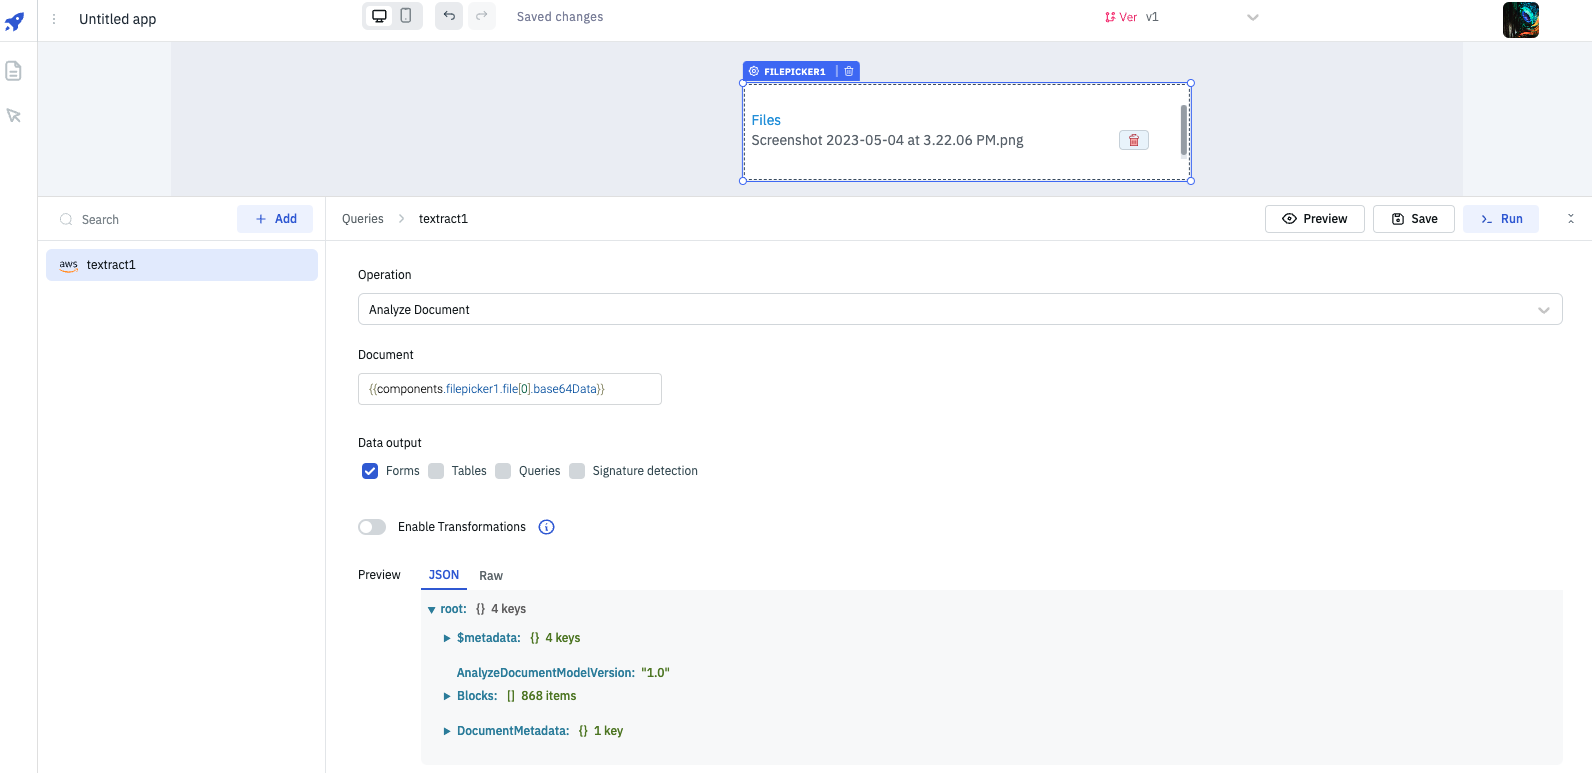 Untitled app
Saved changes
Ver v1
FILEPICKER1
Files
Screenshot 2023-05-04 at 3.22.06 PM.png
Search
+ Add
Queries > textract1
Preview
Save
Run
aws textract1
Operation
Analyze Document
Document
{{components.filepicker1.file[0].base64Data}}
Data output
Forms Tables Queries Signature detection
Enable Transformations
Preview JSON Raw
root: {} 4 keys
$metadata: {} 4 keys
AnalyzeDocumentModelVersion: "1.0"
Blocks: [] 868 items
DocumentMetadata: {} 1 key